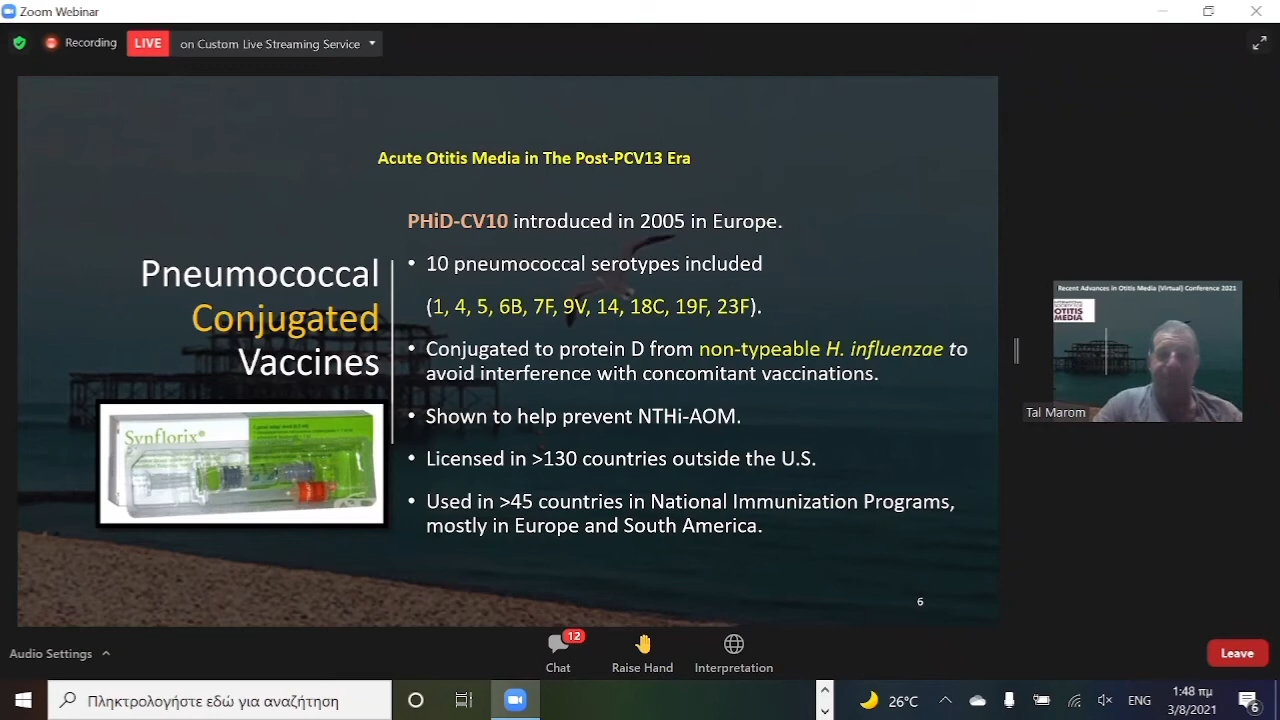 Zoom Webinar
Recording
LIVE
on Custom Live Streaming Service
Acute Otitis Media in The Post-PCV13 Era
Pneumococcal
Conjugated
Vaccines
Synflorix®
PHiD-CV10 introduced in 2005 in Europe.
• 10 pneumococcal serotypes included
(1, 4, 5, 6B, 7F, 9V, 14, 18C, 19F, 23F).
• Conjugated to protein D from non-typeable H. influenzae to
avoid interference with concomitant vaccinations.
• Shown to help prevent NTHi-AOM.
• Licensed in >130 countries outside the U.S.
• Used in >45 countries in National Immunization Programs,
mostly in Europe and South America.
6
Recent Advances in Otitis Media (Virtual) Conference 2021
INTERNATIONAL
SOCIETY FOR
OTITIS
MEDIA
Tal Marom
Audio Settings
12
Chat
Raise Hand
Interpretation
Leave
Πληκτρολογήστε εδώ για αναζήτηση
26°C
ENG
1:48 πμ
3/8/2021
6